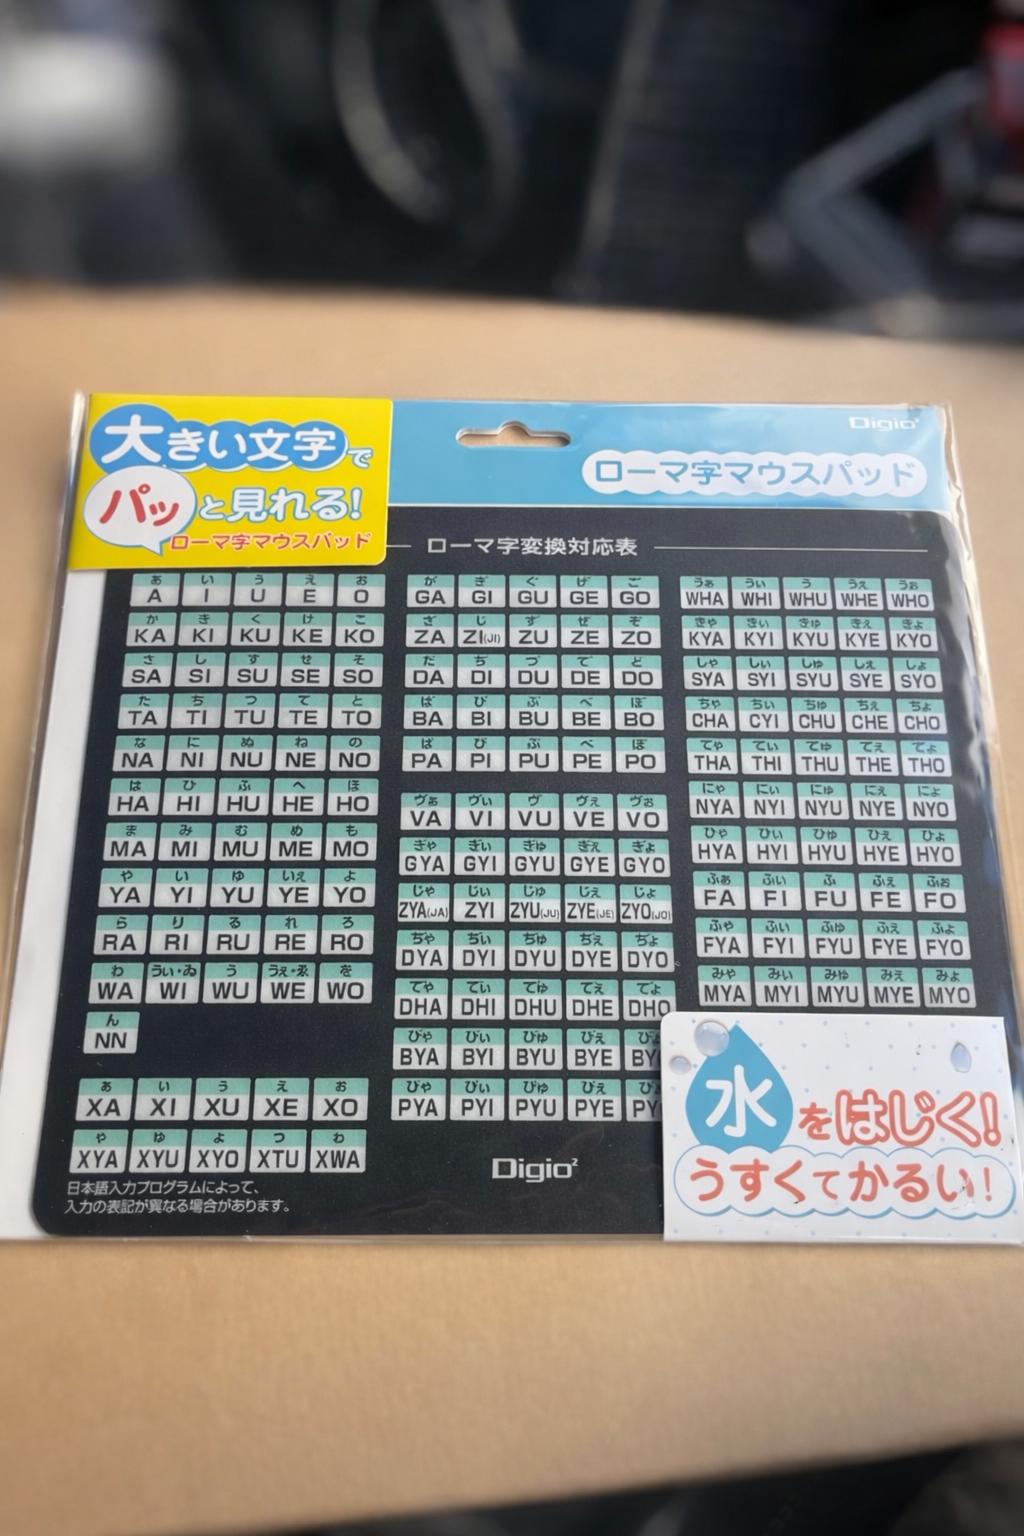 大きい文字で
パッと見れる!
ローマ字マウスパッド
Digio²
ローマ字マウスパッド
ローマ字変換対応表
あ い う え お
A I U E O
か き く け こ
KA KI KU KE KO
さ し す せ そ
SA SI SU SE SO
た ち つ て と
TA TI TU TE TO
な に ぬ ね の
NA NI NU NE NO
は ひ ふ へ ほ
HA HI HU HE HO
ま み む め も
MA MI MU ME MO
や い ゆ いぇ よ
YA YI YU YE YO
ら り る れ ろ
RA RI RU RE RO
わ うぃ・ゐ う うぇ・ゑ を
WA WI WU WE WO
ん
NN
ぁ ぃ ぅ ぇ ぉ
XA XI XU XE XO
ゃ ゅ ょ っ ゎ
XYA XYU XYO XTU XWA
日本語入力プログラムによって、
入力の表記が異なる場合があります。
が ぎ ぐ げ ご
GA GI GU GE GO
ざ じ ず ぜ ぞ
ZA ZI(JI) ZU ZE ZO
だ ぢ づ で ど
DA DI DU DE DO
ば び ぶ べ ぼ
BA BI BU BE BO
ぱ ぴ ぷ ぺ ぽ
PA PI PU PE PO
ヴぁ ヴぃ ヴ ヴぇ ヴぉ
VA VI VU VE VO
ぎゃ ぎぃ ぎゅ ぎぇ ぎょ
GYA GYI GYU GYE GYO
じゃ じぃ じゅ じぇ じょ
ZYA(JA) ZYI ZYU(JU) ZYE(JE) ZYO(JO)
ぢゃ ぢぃ ぢゅ ぢぇ ぢょ
DYA DYI DYU DYE DYO
でゃ でぃ でゅ でぇ でょ
DHA DHI DHU DHE DHO
びゃ びぃ びゅ びぇ
BYA BYI BYU BYE BY
ぴゃ ぴぃ ぴゅ ぴぇ
PYA PYI PYU PYE PY
Digio²
うぁ うぃ う うぇ うぉ
WHA WHI WHU WHE WHO
きゃ きぃ きゅ きぇ きょ
KYA KYI KYU KYE KYO
しゃ しぃ しゅ しぇ しょ
SYA SYI SYU SYE SYO
ちゃ ちぃ ちゅ ちぇ ちょ
CHA CYI CHU CHE CHO
てゃ てぃ てゅ てぇ てょ
THA THI THU THE THO
にゃ にぃ にゅ にぇ にょ
NYA NYI NYU NYE NYO
ひゃ ひぃ ひゅ ひぇ ひょ
HYA HYI HYU HYE HYO
ふぁ ふぃ ふ ふぇ ふぉ
FA FI FU FE FO
ふゃ ふぃ ふゅ ふぇ ふょ
FYA FYI FYU FYE FYO
みゃ みぃ みゅ みぇ みょ
MYA MYI MYU MYE MYO
水をはじく!
うすくてかるい!